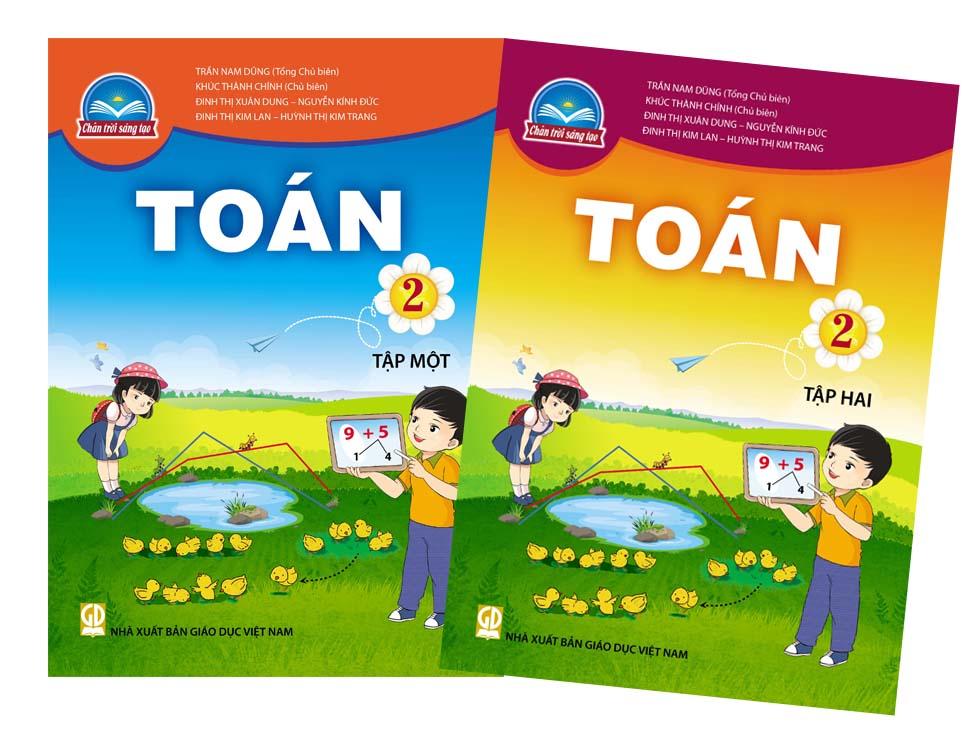 Chân trời sáng tạo
TRẦN NAM DŨNG (Tổng Chủ biên)
KHÚC THÀNH CHÍNH (Chủ biên)
ĐINH THỊ XUÂN DUNG – NGUYỄN KÍNH ĐỨC
ĐINH THỊ KIM LAN – HUỲNH THỊ KIM TRANG
TOÁN
2
TẬP MỘT
9 + 5
1 4
GD
NHÀ XUẤT BẢN GIÁO DỤC VIỆT NAM
Chân trời sáng tạo
TRẦN NAM DŨNG (Tổng Chủ biên)
KHÚC THÀNH CHÍNH (Chủ biên)
ĐINH THỊ XUÂN DUNG – NGUYỄN KÍNH ĐỨC
ĐINH THỊ KIM LAN – HUỲNH THỊ KIM TRANG
TOÁN
2
TẬP HAI
9 + 5
1 4
GD
NHÀ XUẤT BẢN GIÁO DỤC VIỆT NAM